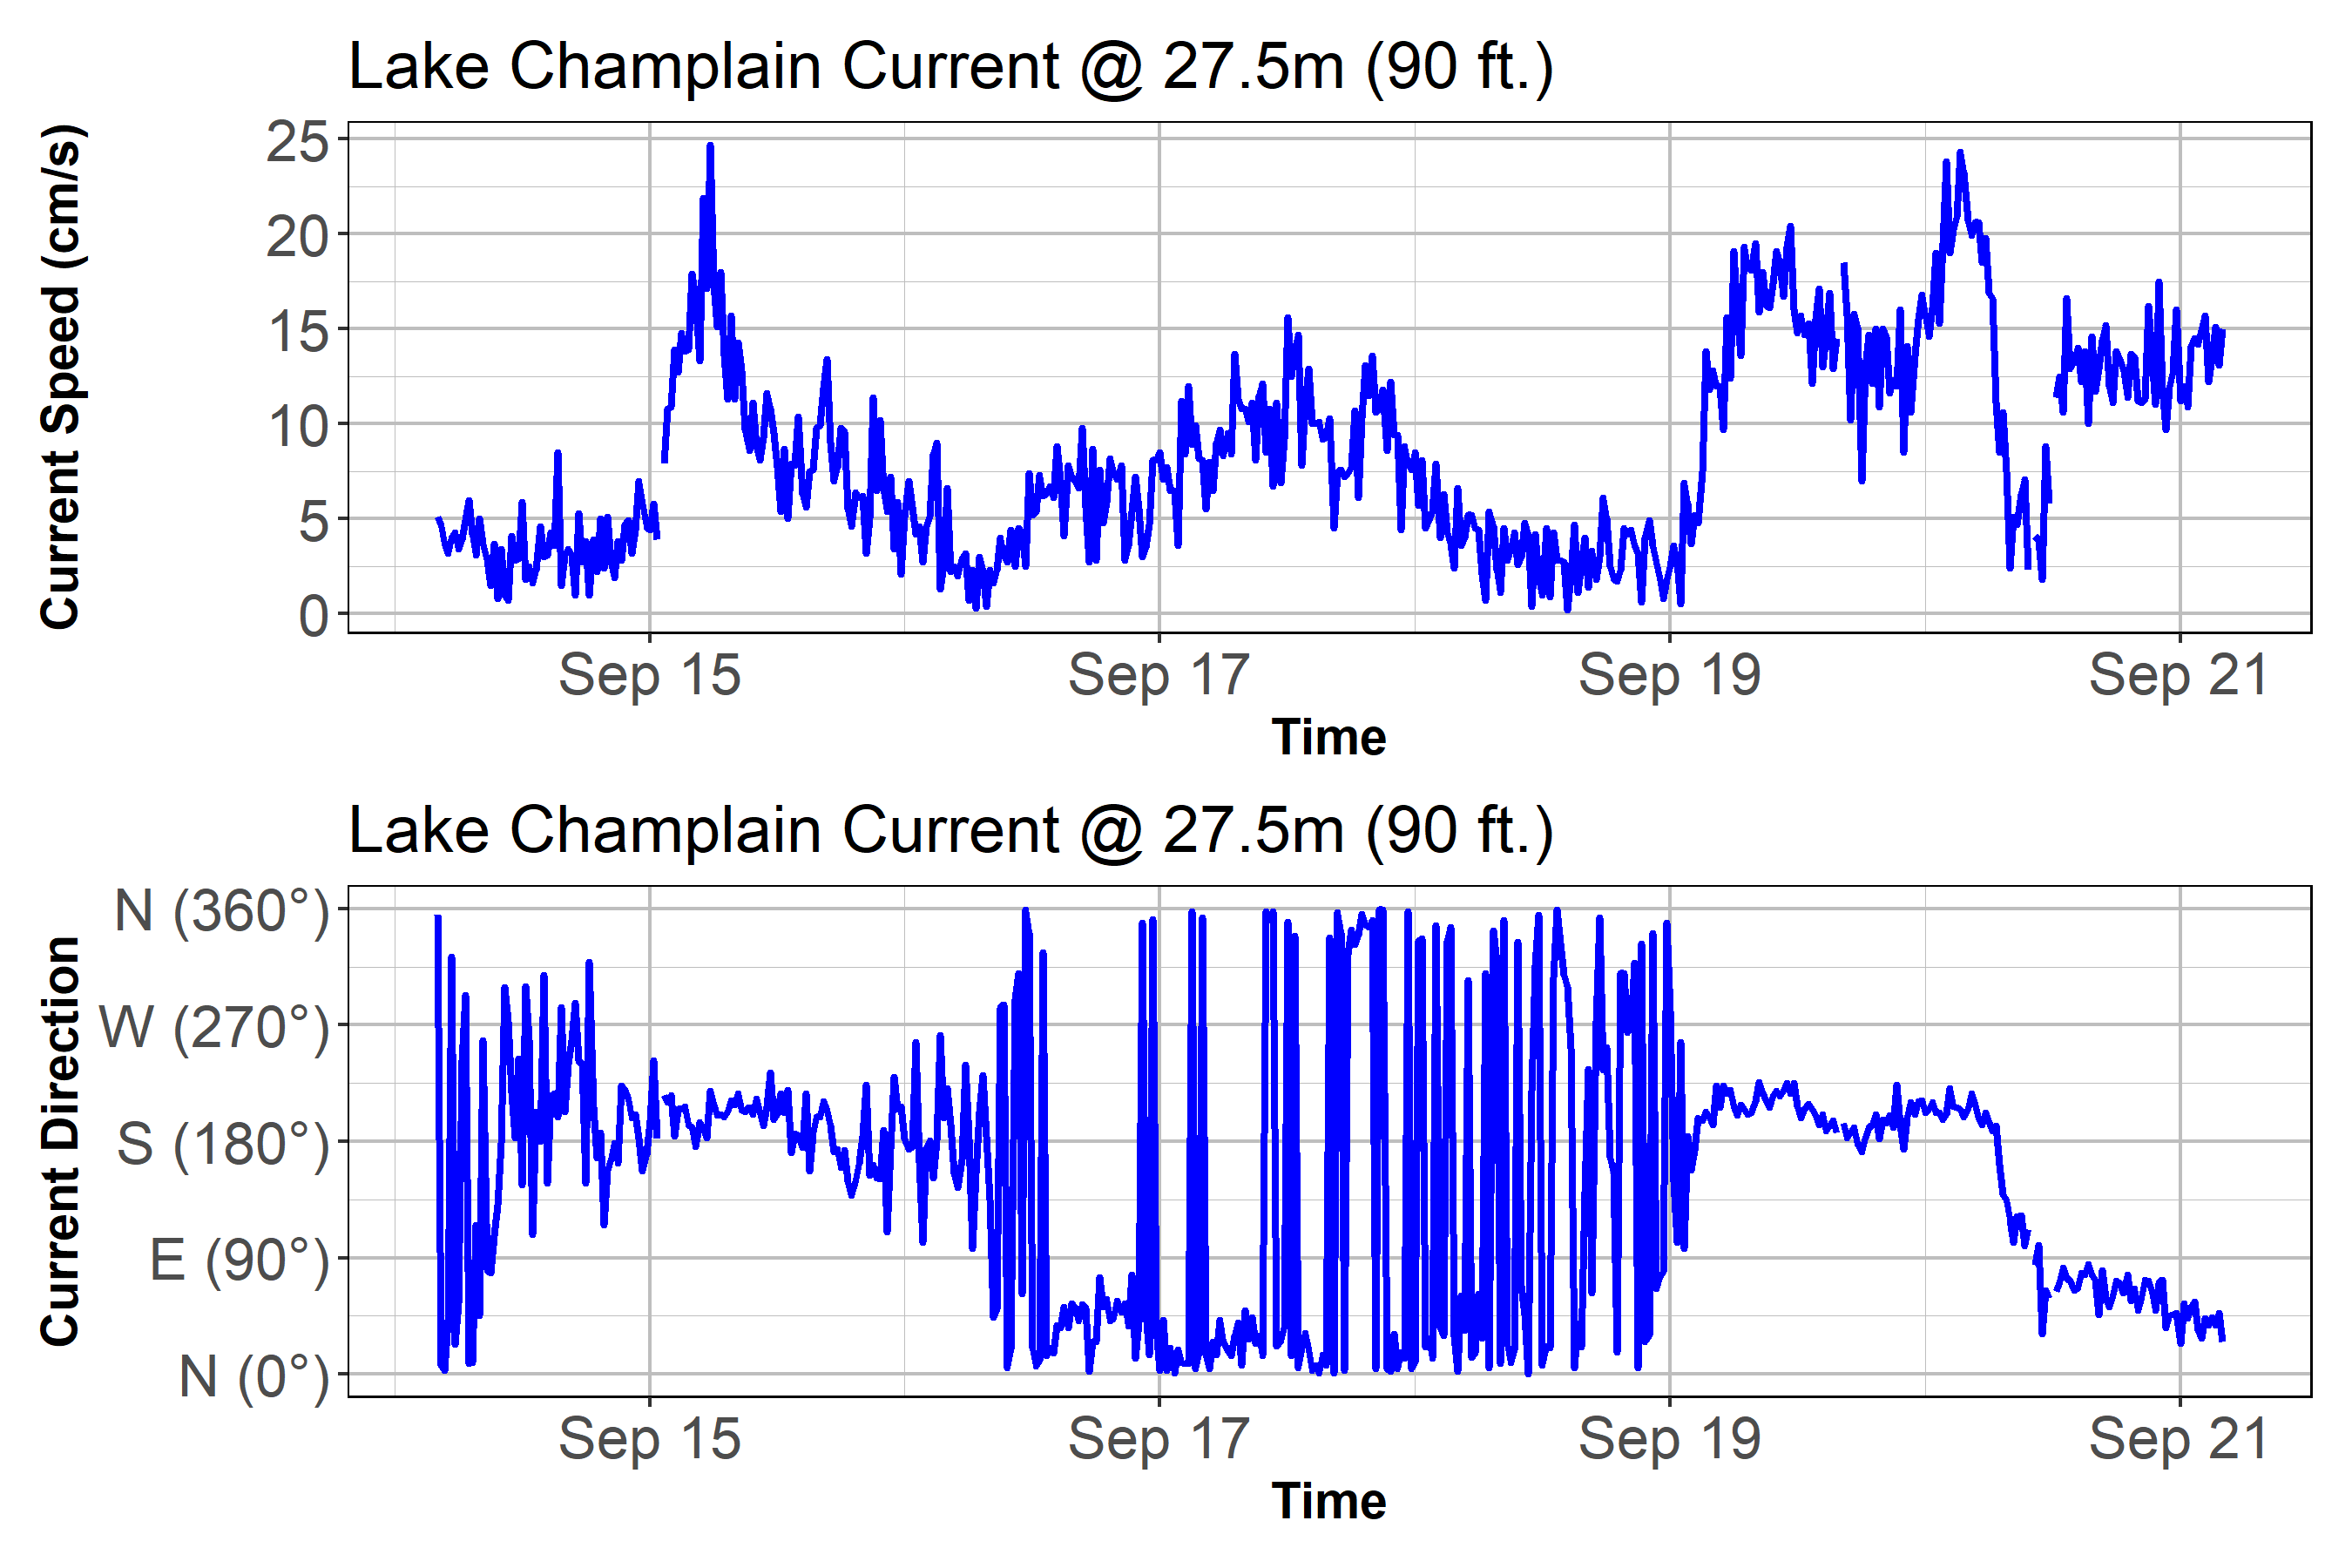 Lake Champlain Current @ 27.5m (90 ft.)
Current Speed (cm/s)
25
20
15
10
5
0
Sep 15 Sep 17 Sep 19 Sep 21
Time
Lake Champlain Current @ 27.5m (90 ft.)
Current Direction
N (360°)
W (270°)
S (180°)
E (90°)
N (0°)
Sep 15 Sep 17 Sep 19 Sep 21
Time